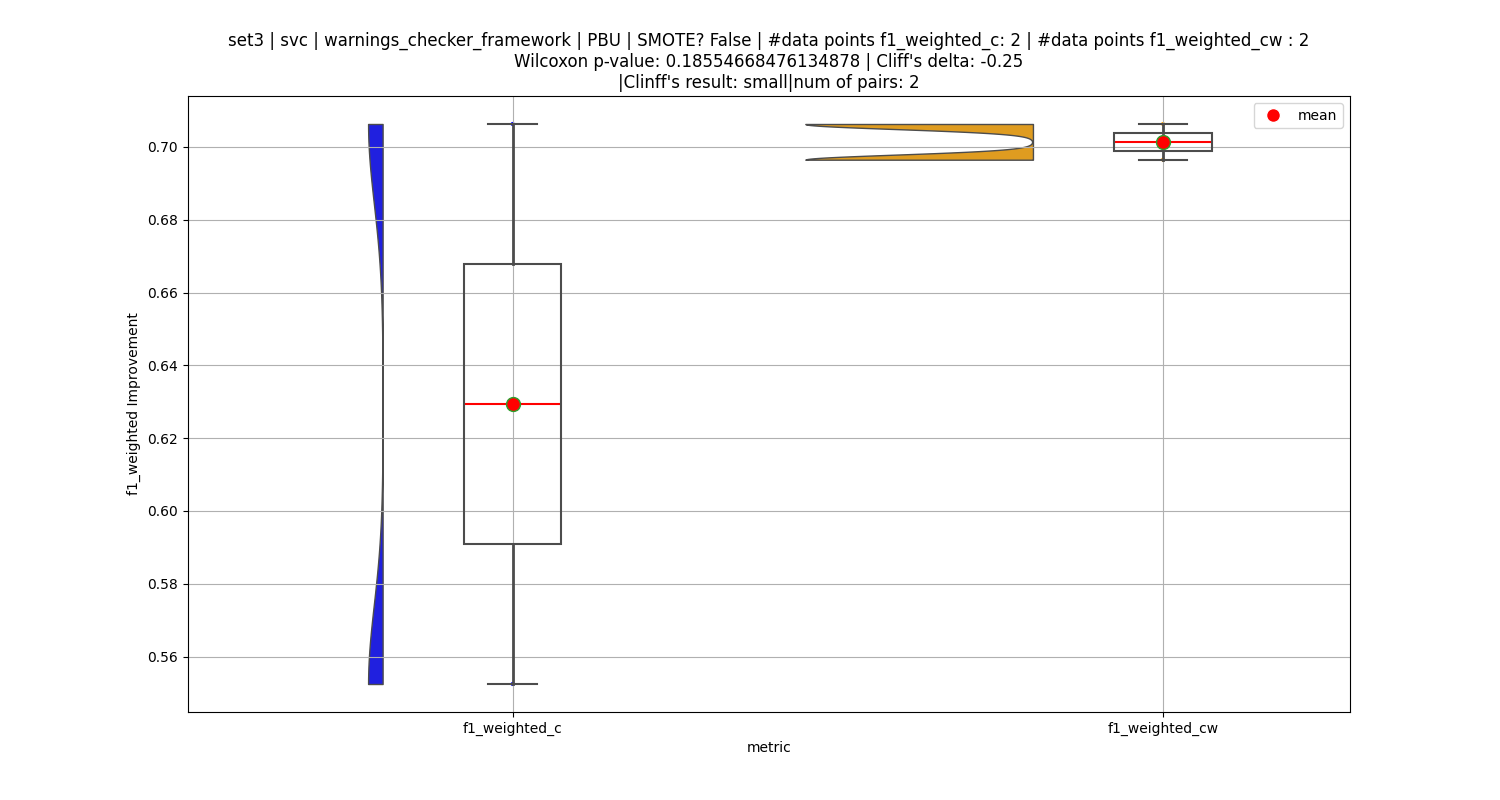 set3 | svc | warnings_checker_framework | PBU | SMOTE? False | #data points f1_weighted_c: 2 | #data points f1_weighted_cw : 2
Wilcoxon p-value: 0.18554668476134878 | Cliff's delta: -0.25
|Clinff's result: small|num of pairs: 2
mean
0.70
0.68
0.66
0.64
0.62
0.60
0.58
0.56
f1_weighted Improvement
f1_weighted_c
f1_weighted_cw
metric